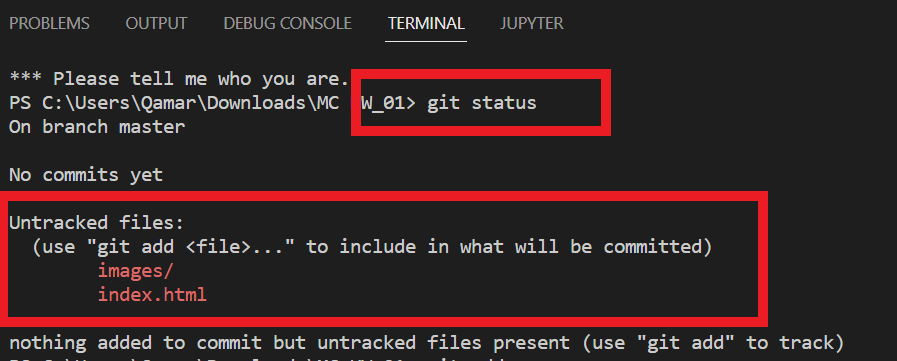 PROBLEMS OUTPUT DEBUG CONSOLE TERMINAL JUPYTER
*** Please tell me who you are.
PS C:\Users\Qamar\Downloads\MC W_01> git status
On branch master
No commits yet
Untracked files:
(use "git add <file>..." to include in what will be committed)
images/
index.html
nothing added to commit but untracked files present (use "git add" to track)